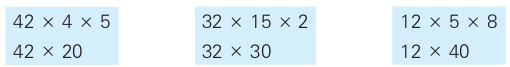 42 × 4 × 5
42 × 20
32 × 15 × 2
32 × 30
12 × 5 × 8
12 × 40